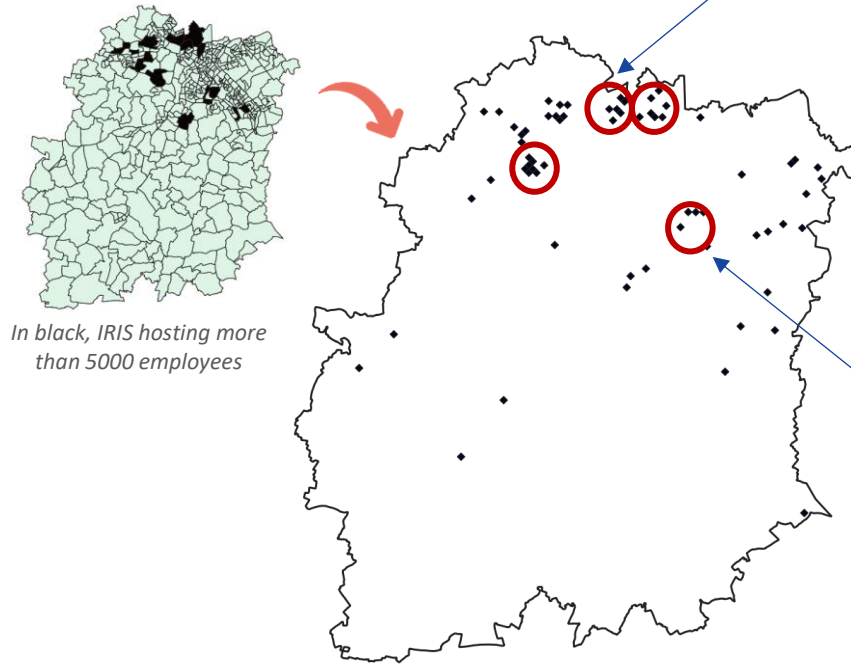 In black, IRIS hosting more
than 5000 employees